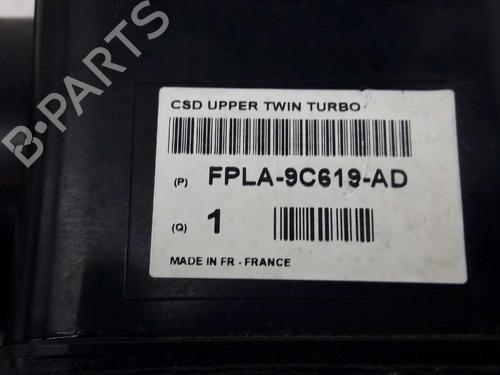 B-PARTS
CSD UPPER TWIN TURBO
(P) FPLA-9C619-AD
(Q) 1
MADE IN FR - FRANCE